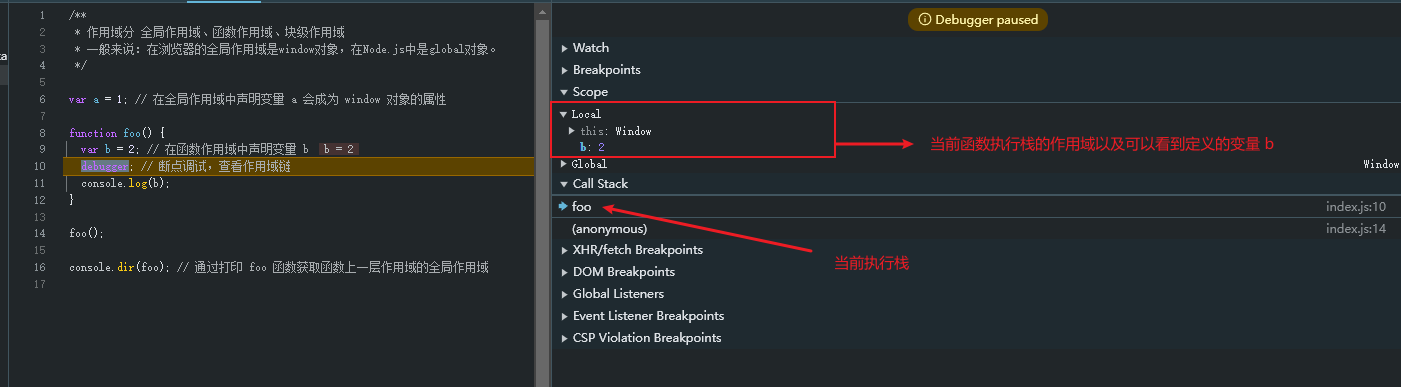 1 /**
2 * 作用域分 全局作用域、函数作用域、块级作用域
3 * 一般来说：在浏览器的全局作用域是window对象，在Node.js中是global对象。
4 */
5
6 var a = 1; // 在全局作用域中声明变量 a 会成为 window 对象的属性
7
8 function foo() {
9 var b = 2; // 在函数作用域中声明变量 b b = 2
10 debugger; // 断点调试，查看作用域链
11 console.log(b);
12 }
13
14 foo();
15
16 console.dir(foo); // 通过打印 foo 函数获取函数上一层作用域的全局作用域
17
Debugger paused
Watch
Breakpoints
Scope
Local
this: Window
b: 2
当前函数执行栈的作用域以及可以看到定义的变量 b
Global Window
Call Stack
foo index.js:10
(anonymous) index.js:14
当前执行栈
XHR/fetch Breakpoints
DOM Breakpoints
Global Listeners
Event Listener Breakpoints
CSP Violation Breakpoints